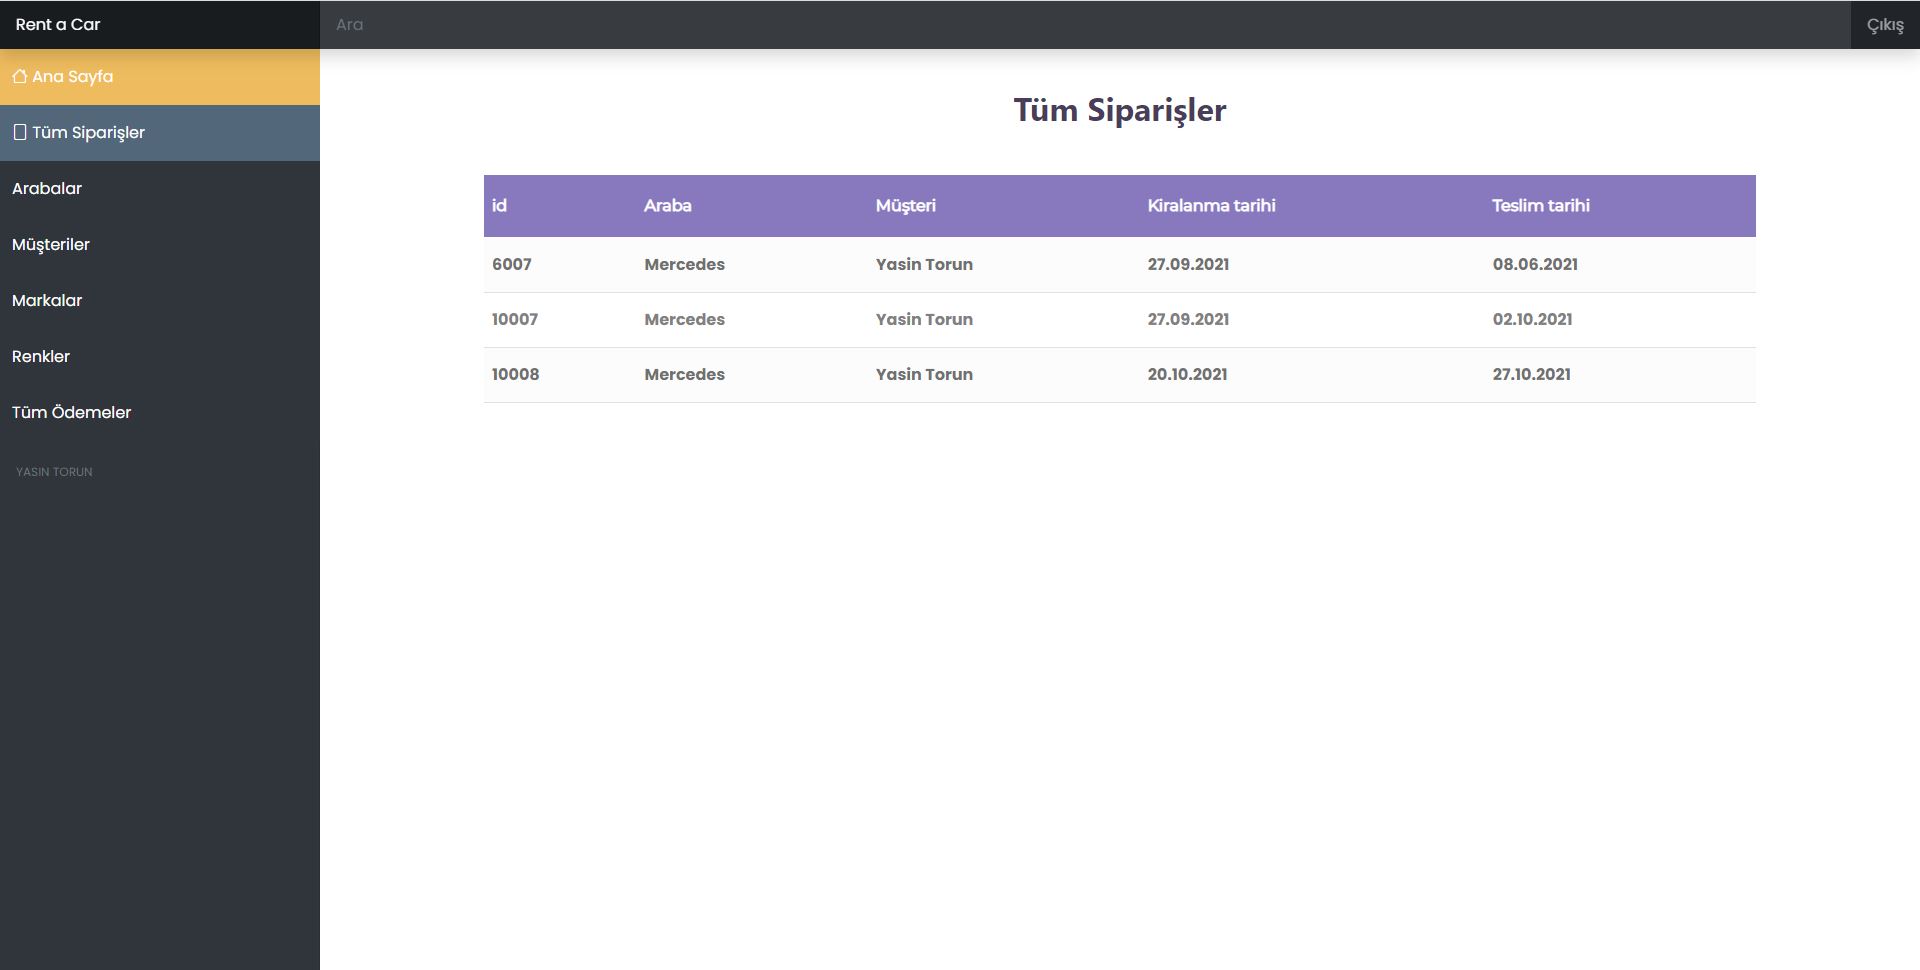 Rent a Car
Ara
Çıkış
Ana Sayfa
Tüm Siparişler
Arabalar
Müşteriler
Markalar
Renkler
Tüm Ödemeler
YASIN TORUN
Tüm Siparişler
id Araba Müşteri Kiralanma tarihi Teslim tarihi
6007 Mercedes Yasin Torun 27.09.2021 08.06.2021
10007 Mercedes Yasin Torun 27.09.2021 02.10.2021
10008 Mercedes Yasin Torun 20.10.2021 27.10.2021